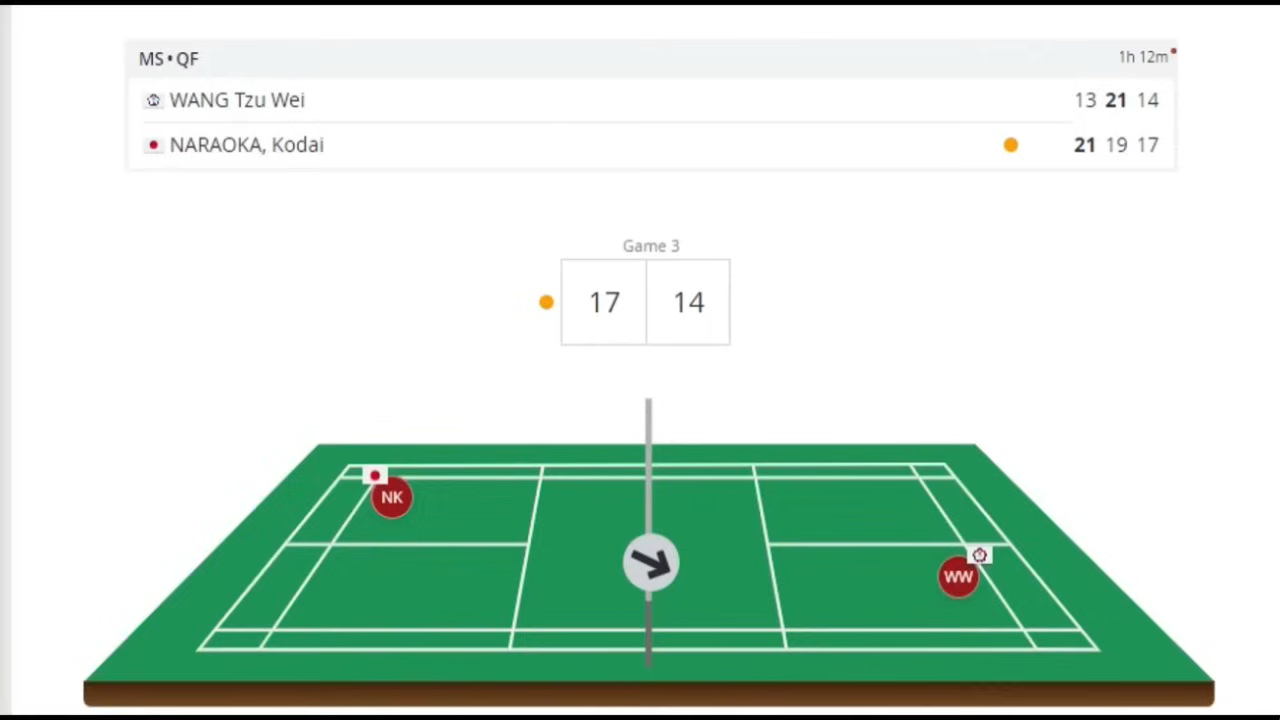 MS • QF 1h 12m
WANG Tzu Wei 13 21 14
NARAOKA, Kodai 21 19 17
Game 3
17 14
NK
WW